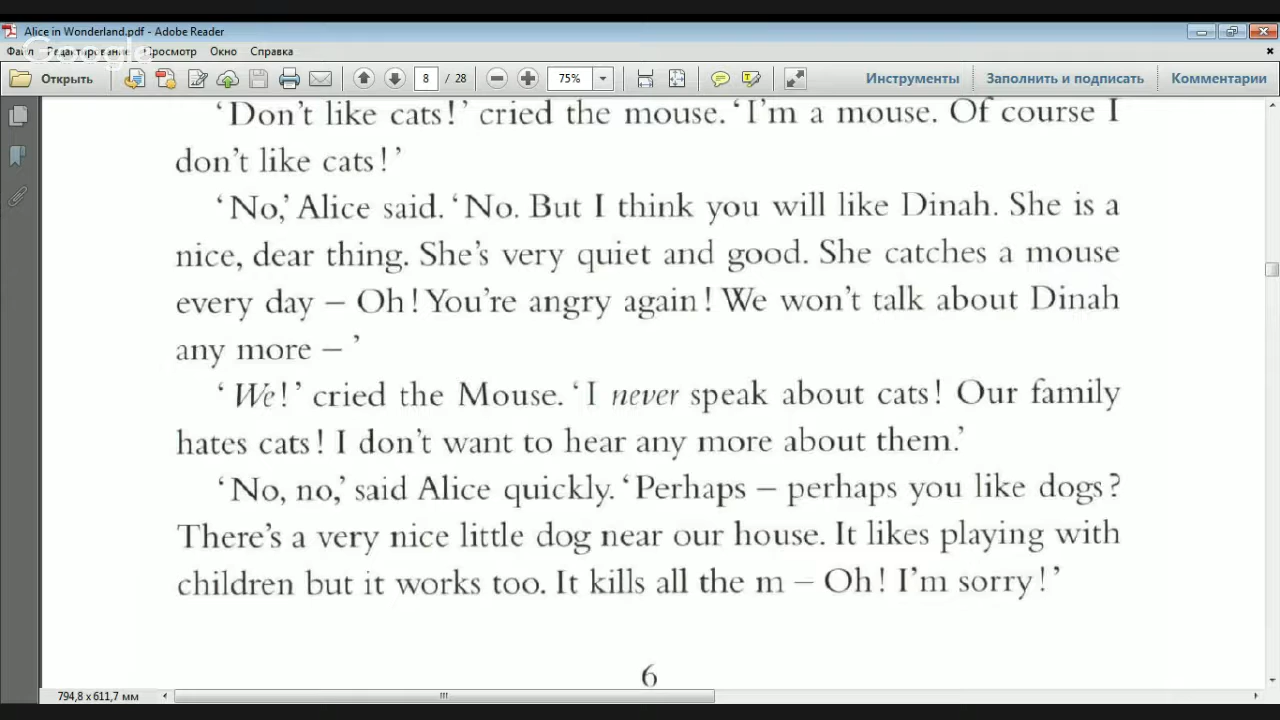 Alice in Wonderland.pdf - Adobe Reader
Google
Файл Редактирование Просмотр Окно Справка
Открыть 8 / 28 75% Инструменты Заполнить и подписать Комментарии
‘Don’t like cats!’ cried the mouse. ‘I’m a mouse. Of course I
don’t like cats!’
‘No,’ Alice said. ‘No. But I think you will like Dinah. She is a
nice, dear thing. She’s very quiet and good. She catches a mouse
every day – Oh! You’re angry again! We won’t talk about Dinah
any more – ’
‘ We!’ cried the Mouse. ‘I never speak about cats! Our family
hates cats! I don’t want to hear any more about them.’
‘No, no,’ said Alice quickly. ‘Perhaps – perhaps you like dogs?
There’s a very nice little dog near our house. It likes playing with
children but it works too. It kills all the m – Oh! I’m sorry!’
6
794,8 x 611,7 мм